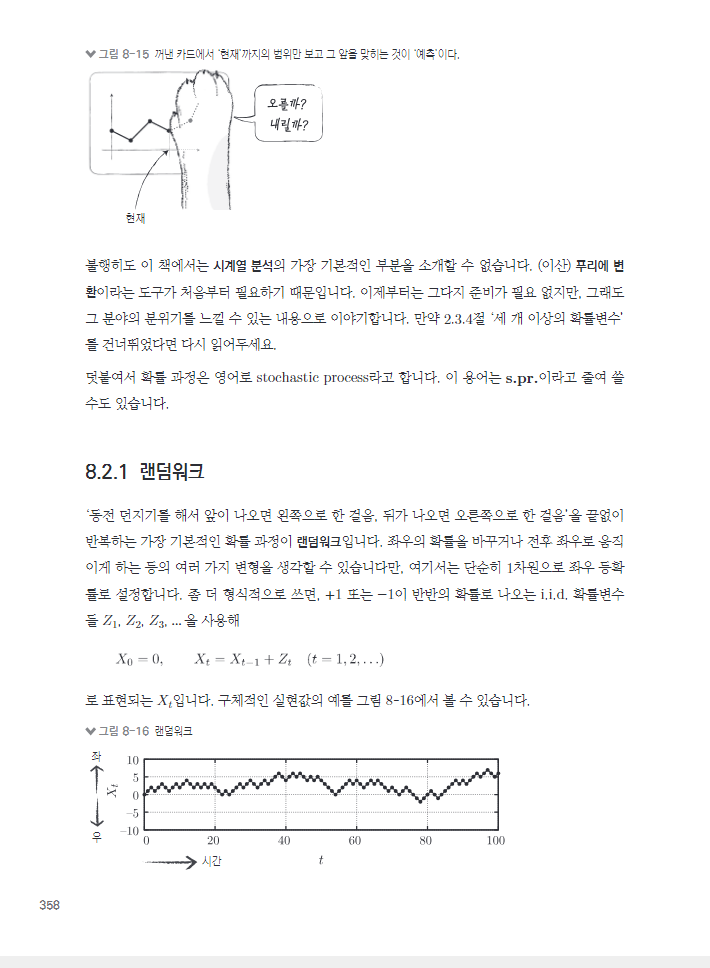 그림 8-15 꺼낸 카드에서 '현재'까지의 범위만 보고 그 앞을 맞히는 것이 '예측'이다.
오를까?
내릴까?
현재
불행히도 이 책에서는 시계열 분석의 가장 기본적인 부분을 소개할 수 없습니다. (이산) 푸리에 변
환이라는 도구가 처음부터 필요하기 때문입니다. 이제부터는 그다지 준비가 필요 없지만, 그래도
그 분야의 분위기를 느낄 수 있는 내용으로 이야기합니다. 만약 2.3.4절 '세 개 이상의 확률변수'
를 건너뛰었다면 다시 읽어두세요.
덧붙여서 확률 과정은 영어로 stochastic process라고 합니다. 이 용어는 s.pr.이라고 줄여 쓸
수도 있습니다.
8.2.1 랜덤워크
'동전 던지기를 해서 앞이 나오면 왼쪽으로 한 걸음, 뒤가 나오면 오른쪽으로 한 걸음'을 끝없이
반복하는 가장 기본적인 확률 과정이 랜덤워크입니다. 좌우의 확률을 바꾸거나 전후 좌우로 움직
이게 하는 등의 여러 가지 변형을 생각할 수 있습니다만, 여기서는 단순히 1차원으로 좌우 등확
률로 설정합니다. 좀 더 형식적으로 쓰면, +1 또는 −1이 반반의 확률로 나오는 i.i.d. 확률변수
들 Z₁, Z₂, Z₃, ... 을 사용해
X₀ = 0, Xₜ = Xₜ₋₁ + Zₜ (t = 1, 2, . . .)
로 표현되는 Xₜ입니다. 구체적인 실현값의 예를 그림 8-16에서 볼 수 있습니다.
그림 8-16 랜덤워크
좌
우
Xₜ
10
5
0
−5
−10
0 20 40 60 80 100
시간 t
358